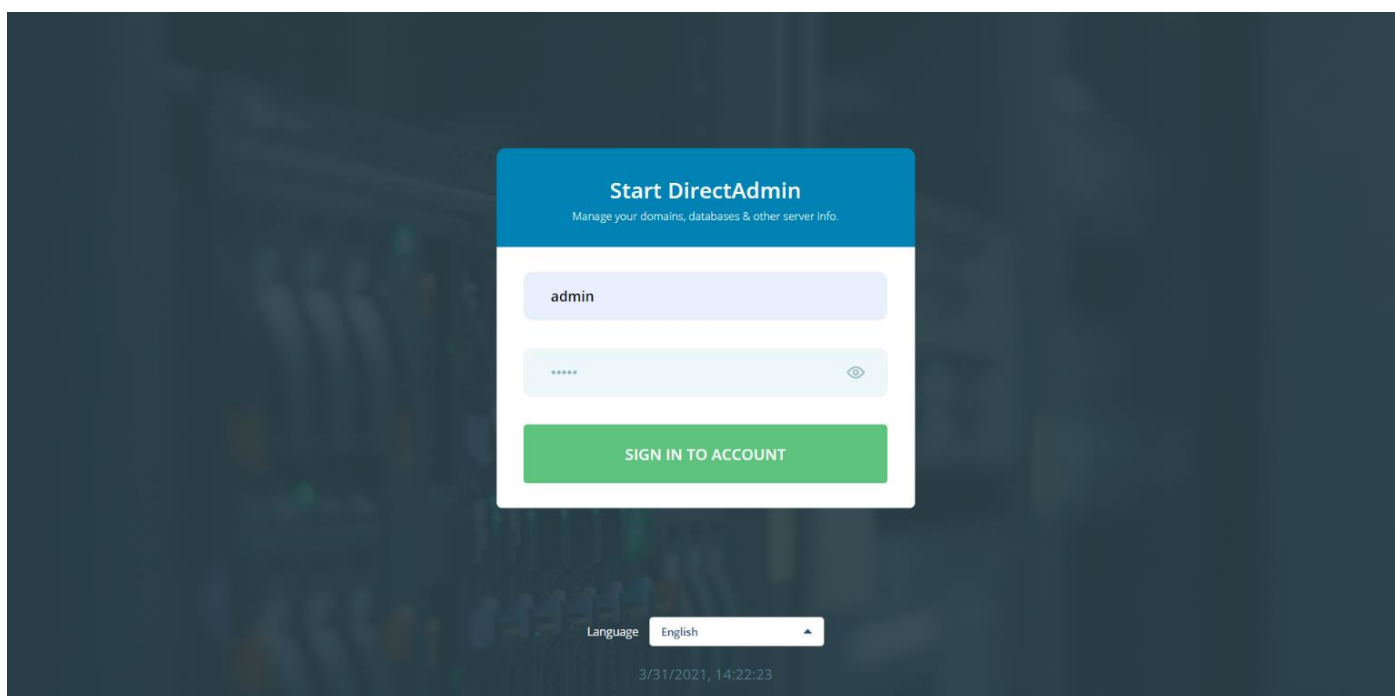 Start DirectAdmin
Manage your domains, databases & other server info.
admin
•••••
SIGN IN TO ACCOUNT
Language English
3/31/2021, 14:22:23